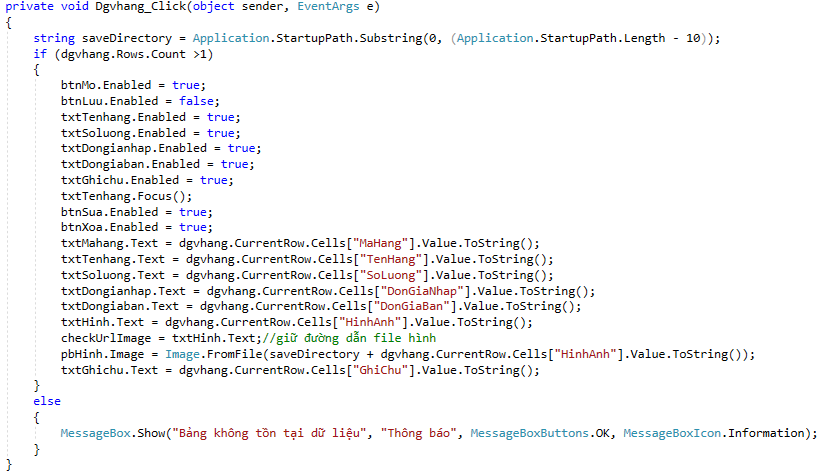 private void Dgvhang_Click(object sender, EventArgs e)
{
string saveDirectory = Application.StartupPath.Substring(0, (Application.StartupPath.Length - 10));
if (dgvhang.Rows.Count >1)
{
btnMo.Enabled = true;
btnLuu.Enabled = false;
txtTenhang.Enabled = true;
txtSoluong.Enabled = true;
txtDongianhap.Enabled = true;
txtDongiaban.Enabled = true;
txtGhichu.Enabled = true;
txtTenhang.Focus();
btnSua.Enabled = true;
btnXoa.Enabled = true;
txtMahang.Text = dgvhang.CurrentRow.Cells["MaHang"].Value.ToString();
txtTenhang.Text = dgvhang.CurrentRow.Cells["TenHang"].Value.ToString();
txtSoluong.Text = dgvhang.CurrentRow.Cells["SoLuong"].Value.ToString();
txtDongianhap.Text = dgvhang.CurrentRow.Cells["DonGiaNhap"].Value.ToString();
txtDongiaban.Text = dgvhang.CurrentRow.Cells["DonGiaBan"].Value.ToString();
txtHinh.Text = dgvhang.CurrentRow.Cells["HinhAnh"].Value.ToString();
checkUrlImage = txtHinh.Text;//giữ đường dẫn file hình
pbHinh.Image = Image.FromFile(saveDirectory + dgvhang.CurrentRow.Cells["HinhAnh"].Value.ToString());
txtGhichu.Text = dgvhang.CurrentRow.Cells["GhiChu"].Value.ToString();
}
else
{
MessageBox.Show("Bảng không tồn tại dữ liệu", "Thông báo", MessageBoxButtons.OK, MessageBoxIcon.Information);
}
}